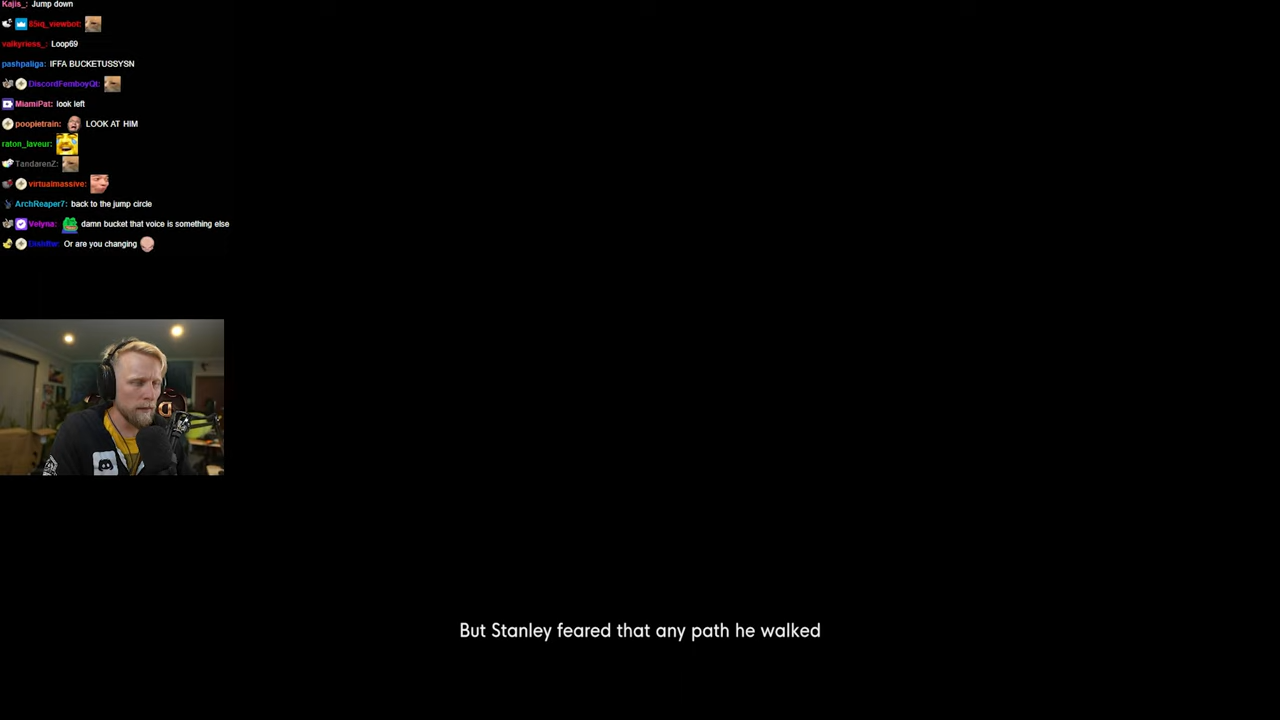 Kajis_: Jump down
85iq_viewbot:
valkyriess_: Loop69
pashpaliga: IFFA BUCKETUSSYSN
DiscordFemboyQt:
MiamiPat: look left
poopietrain: LOOK AT HIM
raton_laveur:
TandarenZ:
virtualmassive:
ArchReaper7: back to the jump circle
Velyna: damn bucket that voice is something else
Or are you changing
But Stanley feared that any path he walked